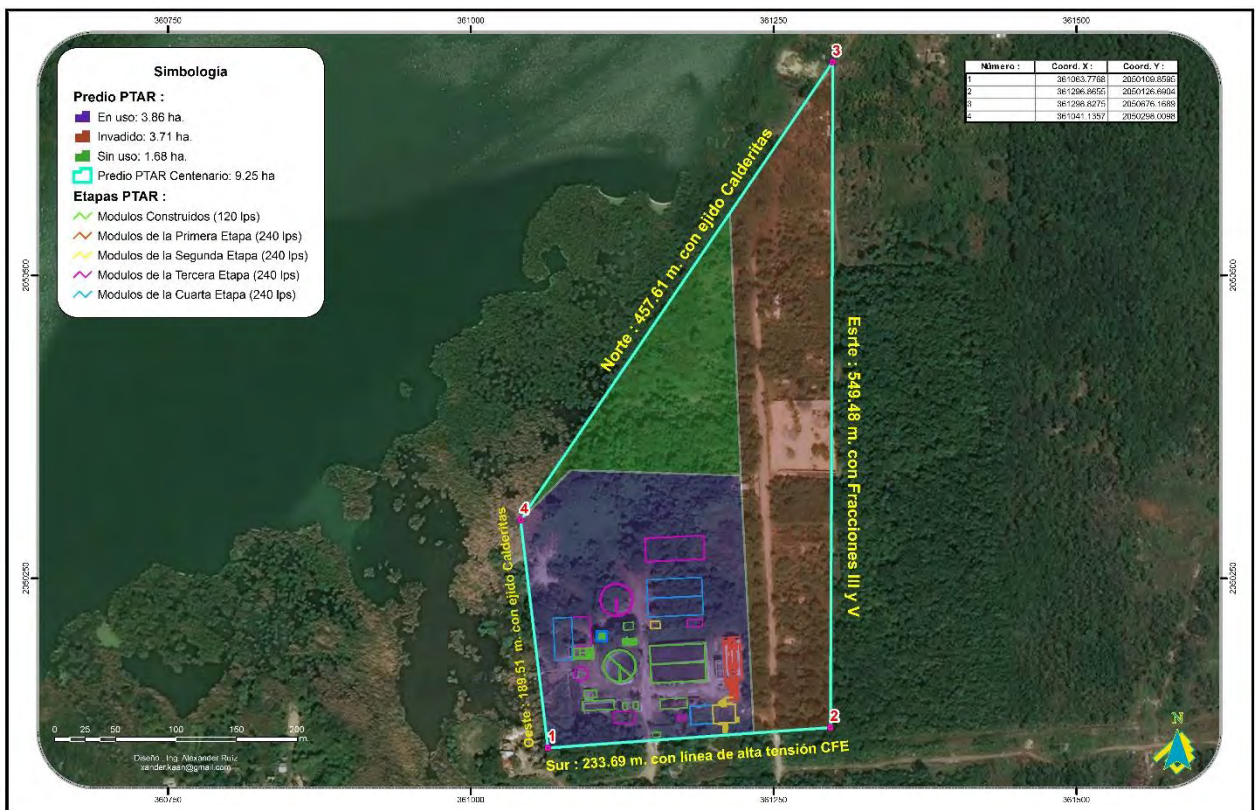 360750
361000
361250
361500
Simbología
Predio PTAR :
En uso: 3.86 ha.
Invadido: 3.71 ha.
Sin uso: 1.68 ha.
Predio PTAR Centenario: 9.25 ha
Etapas PTAR :
Modulos Construidos (120 lps)
Modulos de la Primera Etapa (240 lps)
Modulos de la Segunda Etapa (240 lps)
Modulos de la Tercera Etapa (240 lps)
Modulos de la Cuarta Etapa (240 lps)
Número : Coord. X : Coord. Y :
1 361063.7768 2050109.8595
2 361296.8655 2050126.6904
3 361298.8275 2050676.1689
4 361041.1357 2050298.0098
3
Norte : 457.61 m. con ejido Calderitas
Esrte : 549.48 m. con Fracciones III y V
4
Oeste : 189.51 m. con ejido Calderitas
2
1
Sur : 233.69 m. con línea de alta tensión CFE
0 25 50 100 150 200
m.
Diseño : Ing. Alexander Ruiz
xander.kaan@gmail.com
N
360750
361000
361250
361500